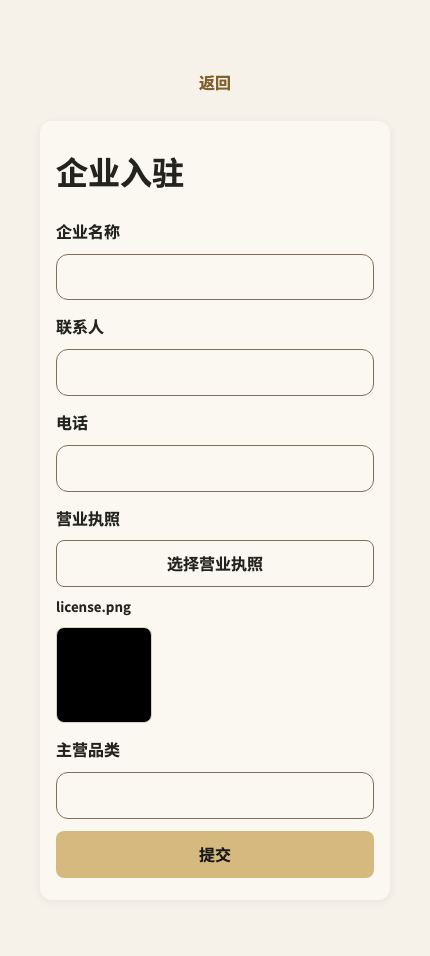 返回
企业入驻
企业名称
联系人
电话
营业执照
选择营业执照
license.png
主营品类
提交